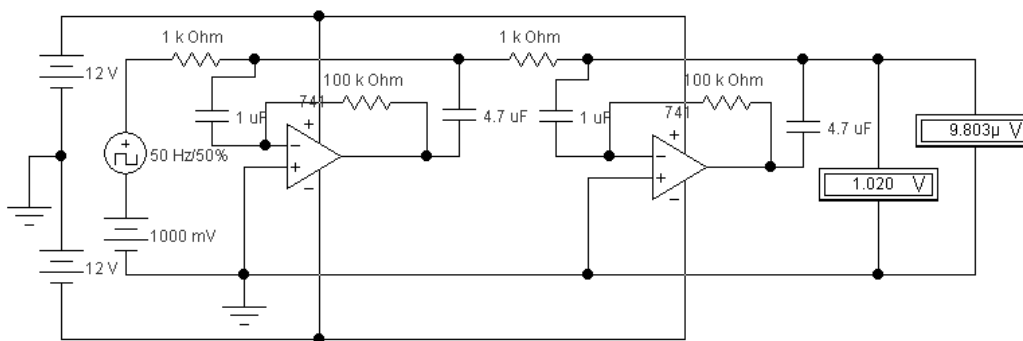 1 k Ohm
1 k Ohm
12 V
100 k Ohm
100 k Ohm
1 uF
741
+
4.7 uF
1 uF
741
+
4.7 uF
9.803µ V
+
50 Hz/50%
−
+
−
−
+
−
1.020 V
1000 mV
12 V